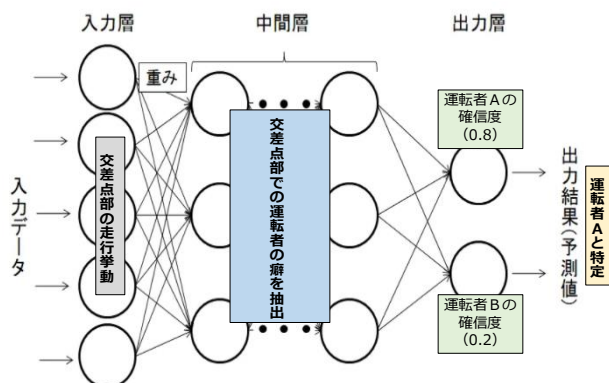 入力層
中間層
出力層
重み
入力データ
交差点部の走行挙動
交差点部での運転者の癖を抽出
運転者Aの
確信度
(0.8)
運転者Bの
確信度
(0.2)
出力結果(予測値)
運転者Aと特定